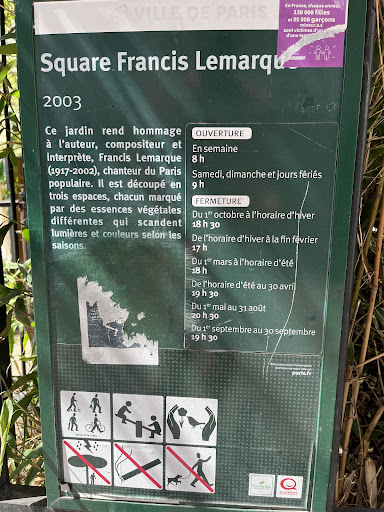 VILLE DE PARIS
En France, chaque année,
130 000 filles
et 35 000 garçons
Square Francis Lemarque
2003
Ce jardin rend hommage
à l'auteur, compositeur et
interprète, Francis Lemarque
(1917-2002), chanteur du Paris
populaire. Il est découpé en
trois espaces, chacun marqué
par des essences végétales
différentes qui scandent
lumières et couleurs selon les
saisons.
OUVERTURE
En semaine
8 h
Samedi, dimanche et jours fériés
9 h
FERMETURE
Du 1er octobre à l'horaire d'hiver
18 h 30
De l'horaire d'hiver à la fin février
17 h
Du 1er mars à l'horaire d'été
18 h
De l'horaire d'été au 30 avril
19 h 30
Du 1er mai au 31 août
20 h 30
Du 1er septembre au 30 septembre
19 h 30
paris.fr